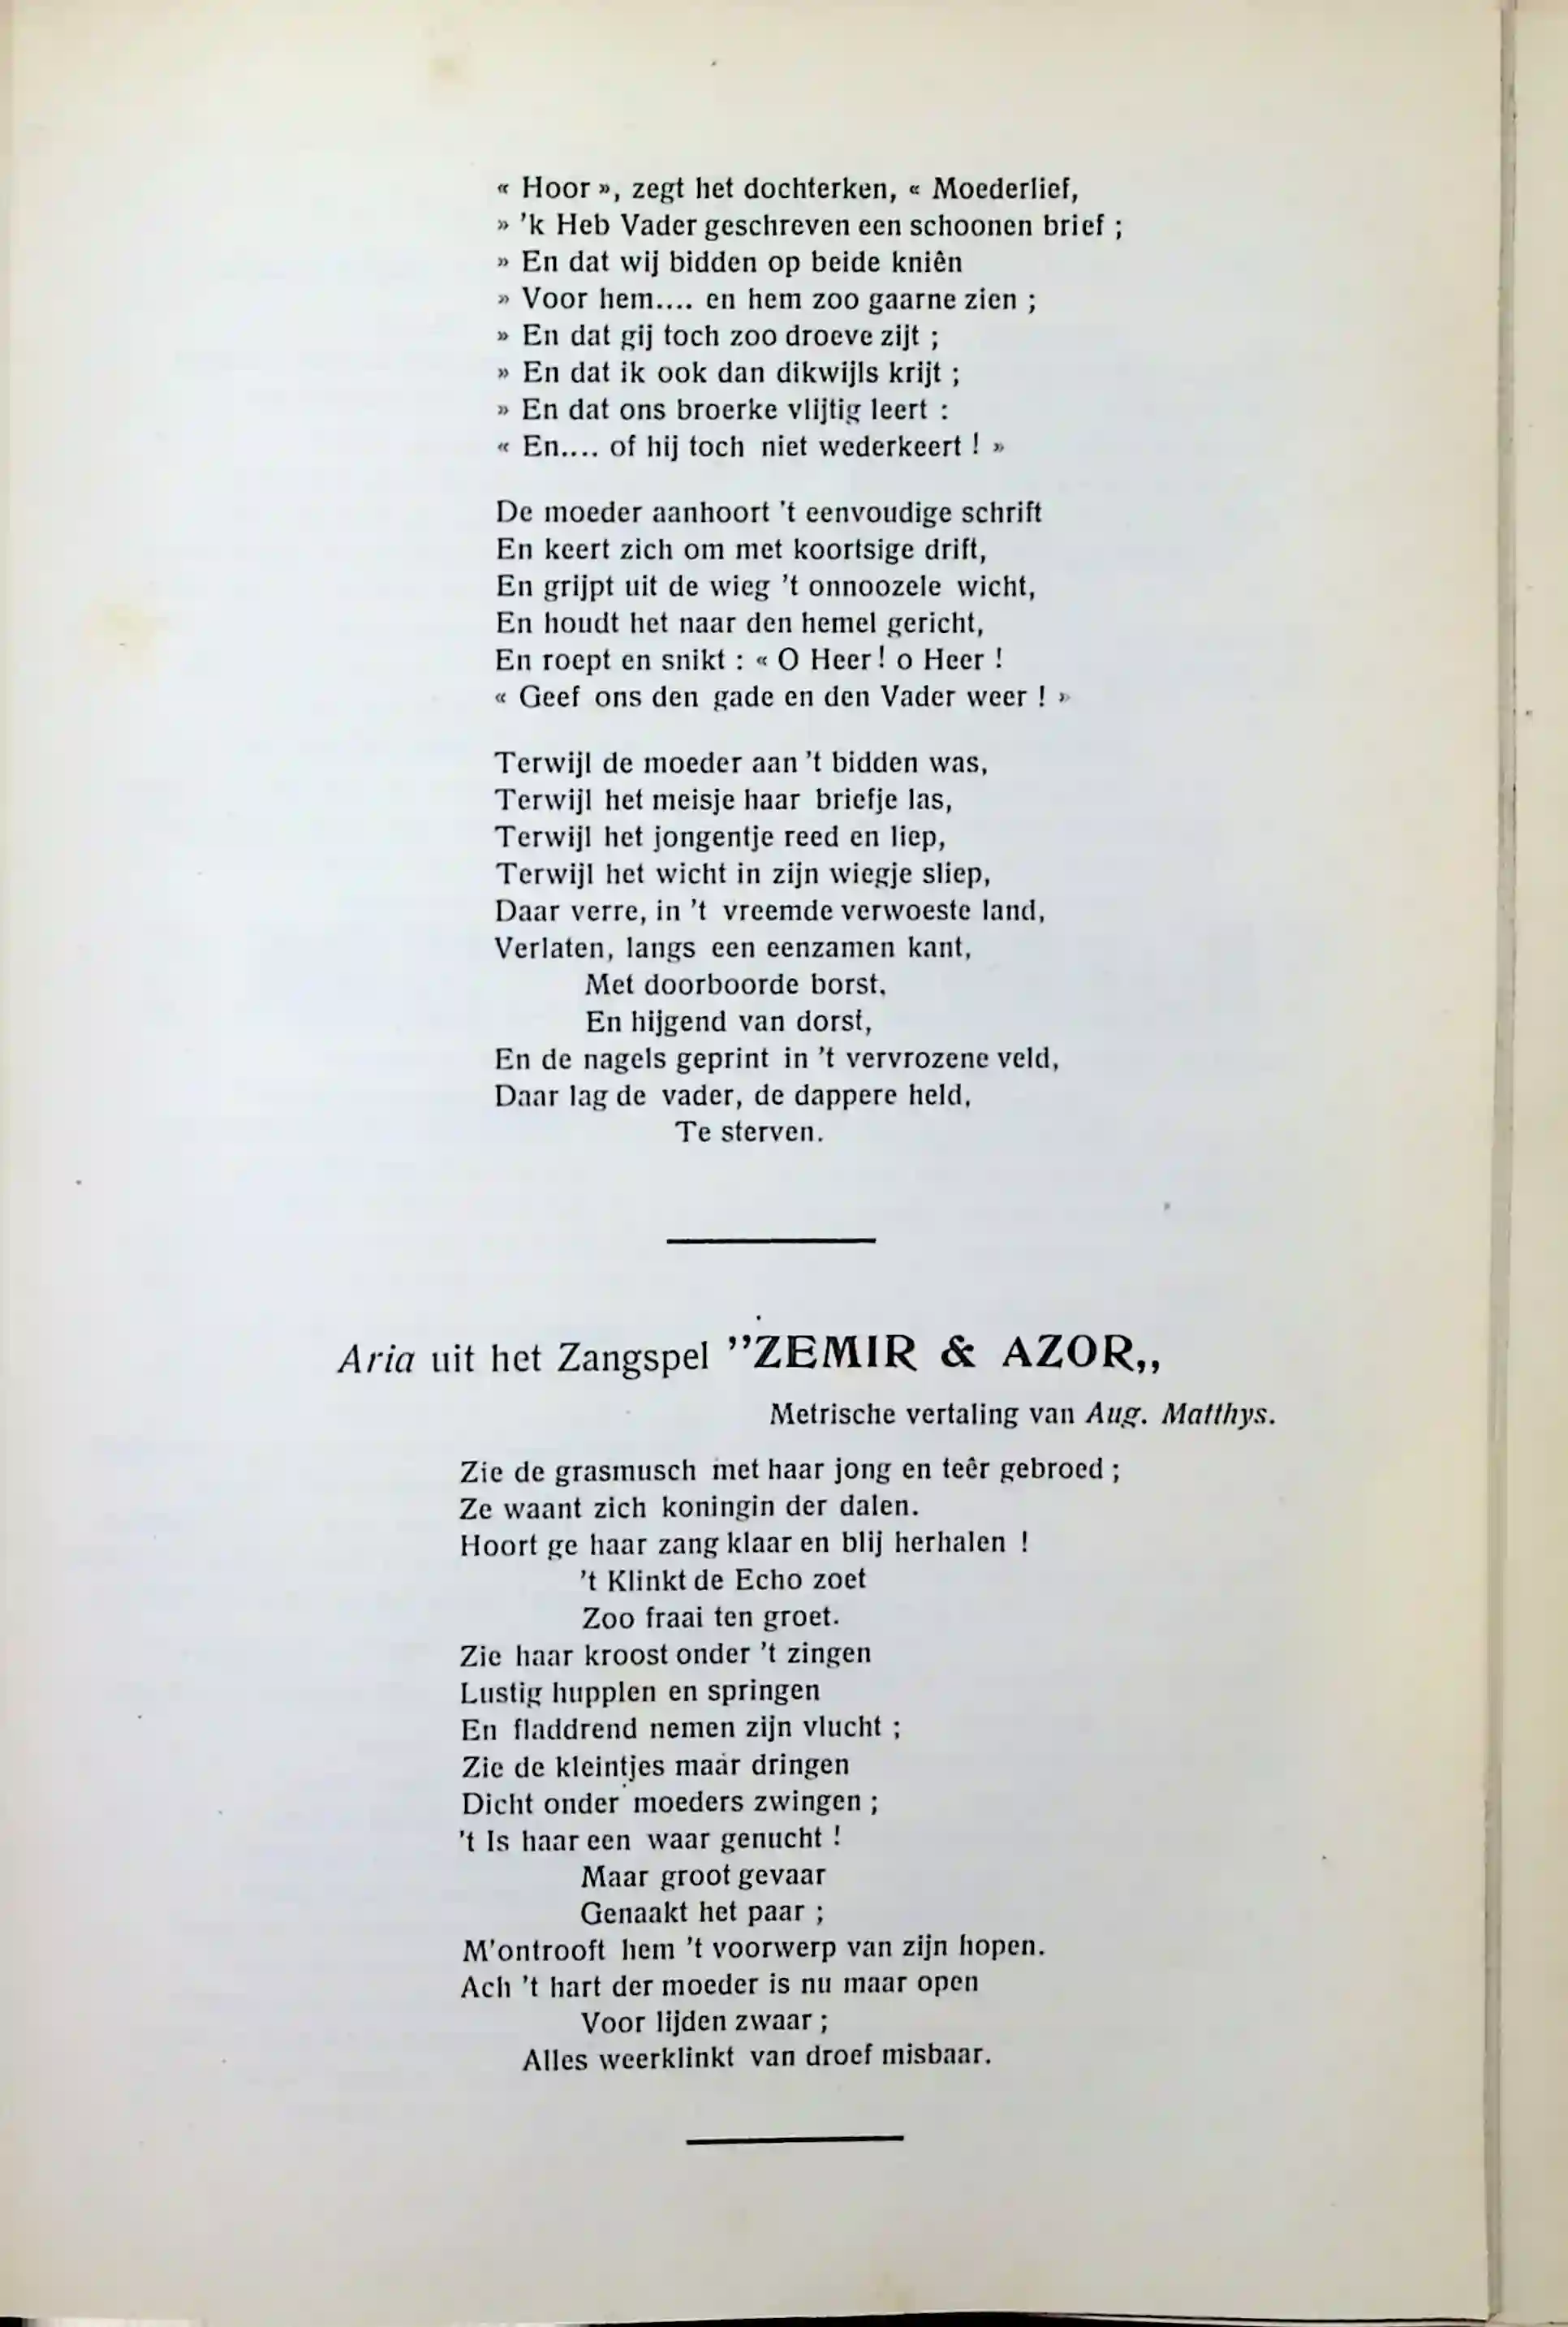 « Hoor », zegt het dochterken, « Moederlief,
» 'k Heb Vader geschreven een schoonen brief ;
» En dat wij bidden op beide kniên
» Voor hem.... en hem zoo gaarne zien ;
» En dat gij toch zoo droeve zijt ;
» En dat ik ook dan dikwijls krijt ;
» En dat ons broerke vlijtig leert :
« En.... of hij toch niet wederkeert ! »
De moeder aanhoort 't eenvoudige schrift
En keert zich om met koortsige drift,
En grijpt uit de wieg 't onnoozele wicht,
En houdt het naar den hemel gericht,
En roept en snikt : « O Heer ! o Heer !
« Geef ons den gade en den Vader weer ! »
Terwijl de moeder aan 't bidden was,
Terwijl het meisje haar briefje las,
Terwijl het jongentje reed en liep,
Terwijl het wicht in zijn wiegje sliep,
Daar verre, in 't vreemde verwoeste land,
Verlaten, langs een eenzamen kant,
Met doorboorde borst,
En hijgend van dorst,
En de nagels geprint in 't vervrozene veld,
Daar lag de vader, de dappere held,
Te sterven.
Aria uit het Zangspel ”ZEMIR & AZOR„
Metrische vertaling van Aug. Matthys.
Zie de grasmusch met haar jong en teêr gebroed ;
Ze waant zich koningin der dalen.
Hoort ge haar zang klaar en blij herhalen !
't Klinkt de Echo zoet
Zoo fraai ten groet.
Zie haar kroost onder 't zingen
Lustig hupplen en springen
En fladdrend nemen zijn vlucht ;
Zie de kleintjes maar dringen
Dicht onder moeders zwingen ;
't Is haar een waar genucht !
Maar groot gevaar
Genaakt het paar ;
M'ontrooft hem 't voorwerp van zijn hopen.
Ach 't hart der moeder is nu maar open
Voor lijden zwaar ;
Alles weerklinkt van droef misbaar.